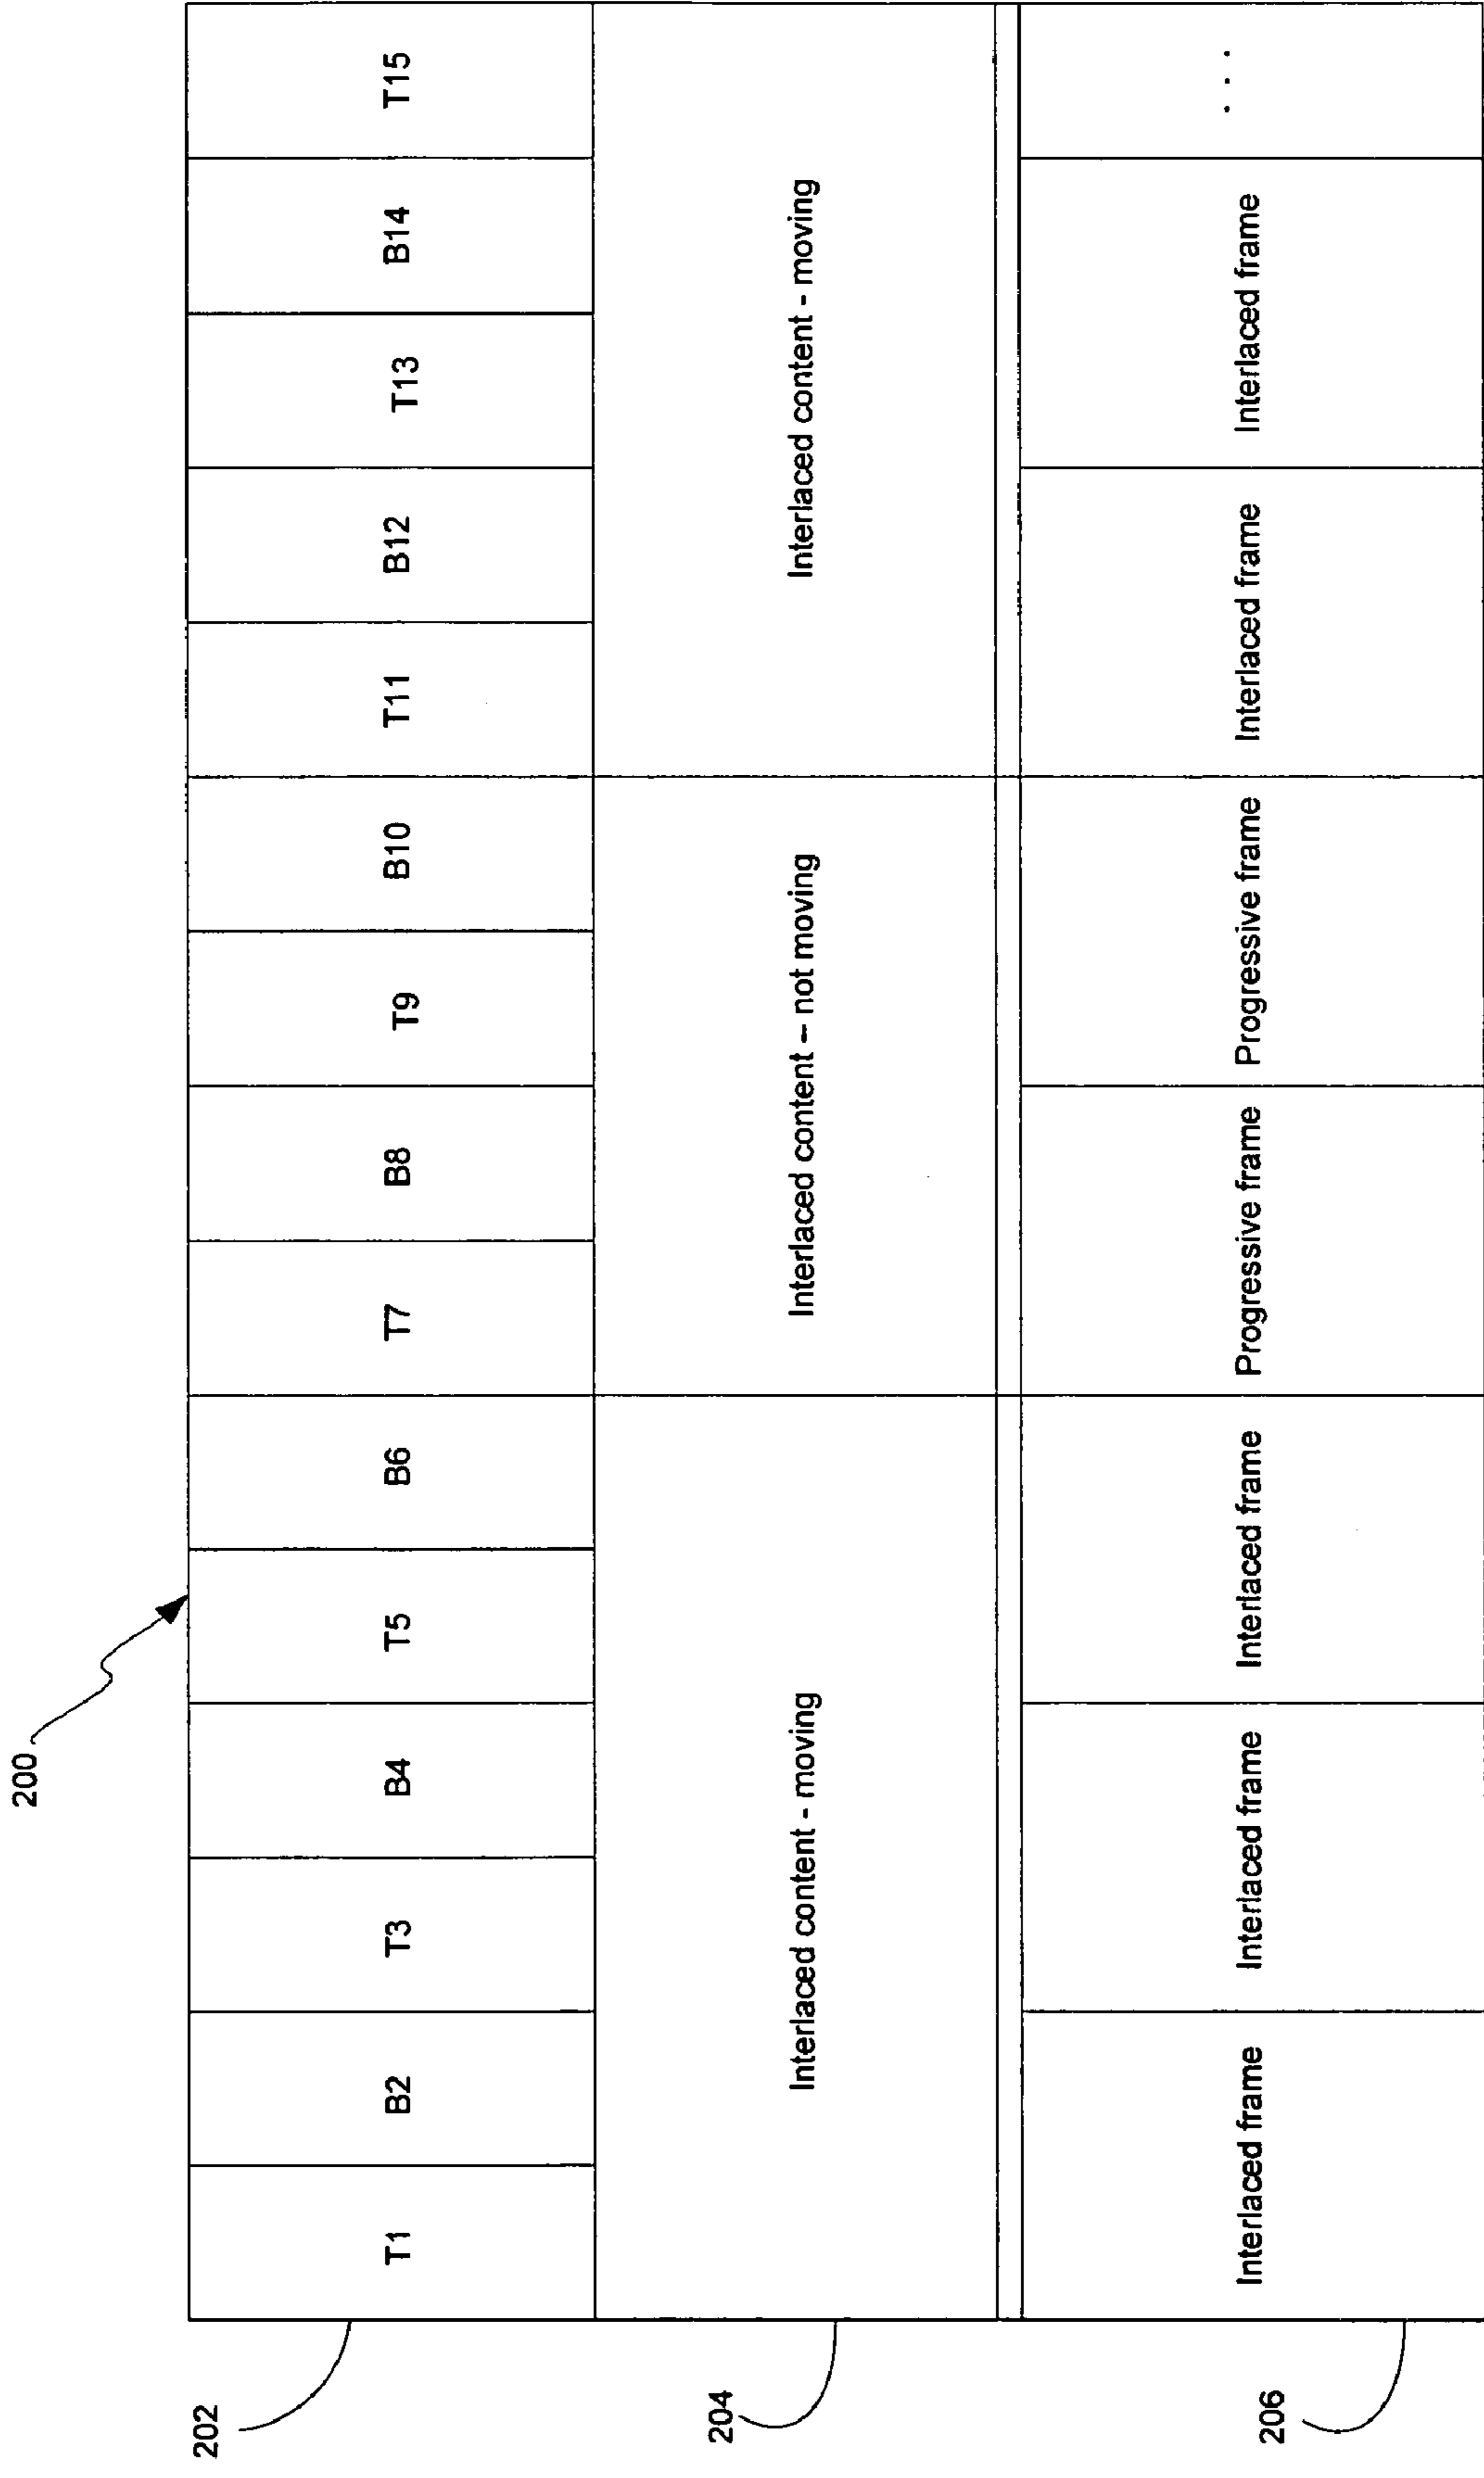 200
202
T1
B2
T3
B4
T5
B6
T7
B8
T9
B10
T11
B12
T13
B14
T15
204
Interlaced content - moving
Interlaced content – not moving
Interlaced content - moving
206
Interlaced frame
Interlaced frame
Interlaced frame
Progressive frame
Progressive frame
Interlaced frame
Interlaced frame
. . .